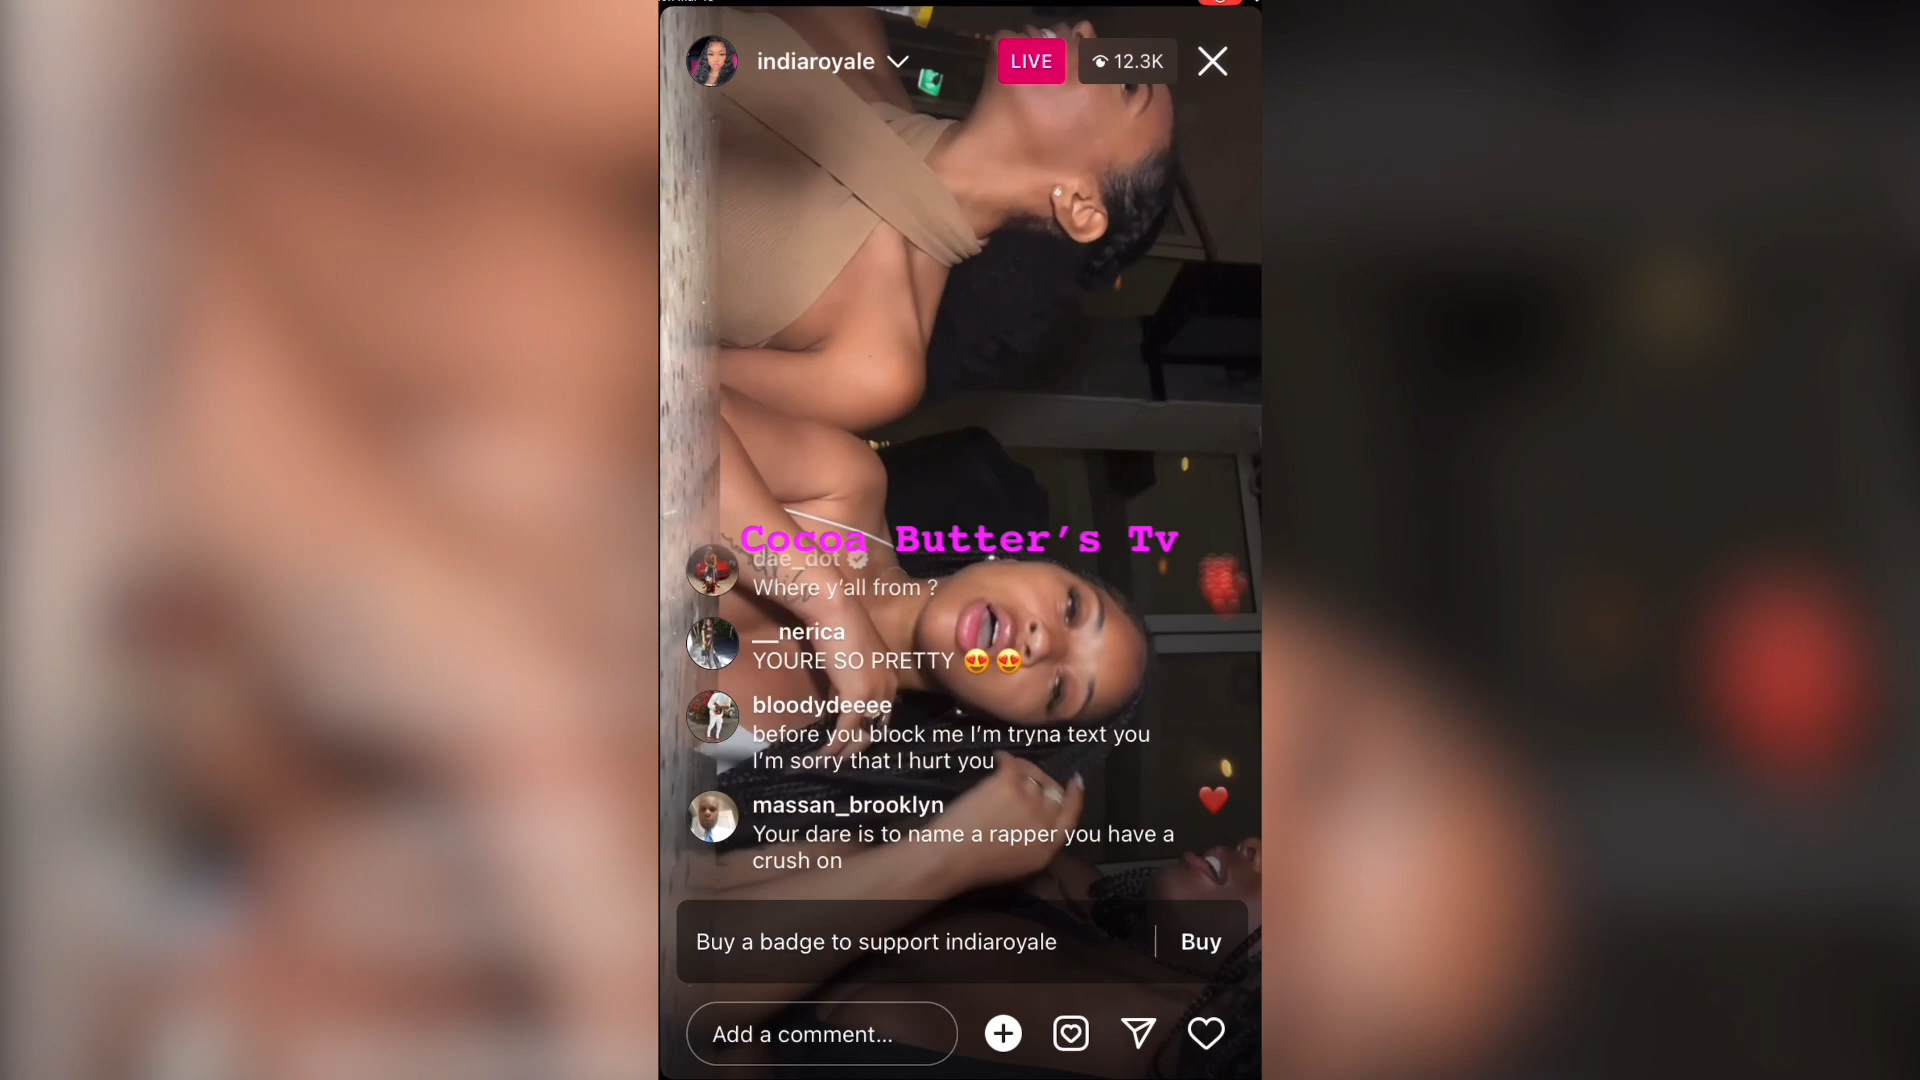 indiaroyale
LIVE
12.3K
Cocoa Butter's Tv
dae_dot
Where y'all from ?
__nerica
YOURE SO PRETTY 😍 😍
bloodydeeee
before you block me I'm tryna text you
I'm sorry that I hurt you
massan_brooklyn
Your dare is to name a rapper you have a
crush on
Buy a badge to support indiaroyale
Buy
Add a comment...